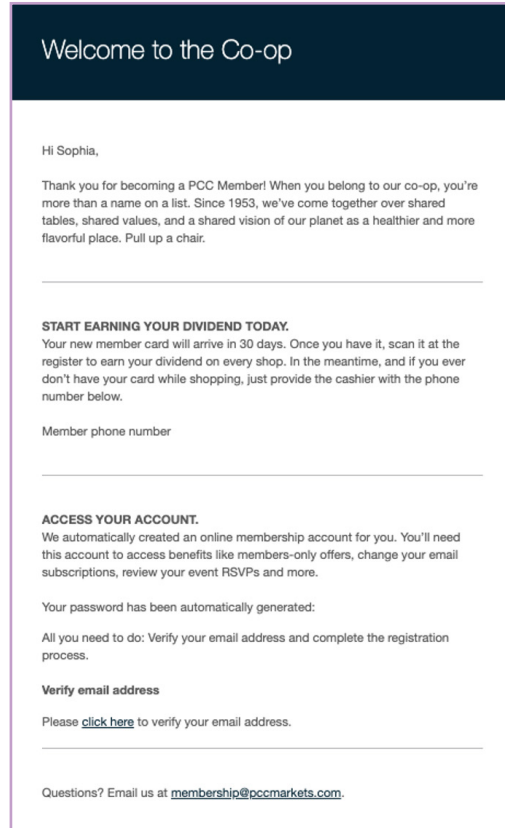 Welcome to the Co-op
Hi Sophia,
Thank you for becoming a PCC Member! When you belong to our co-op, you’re
more than a name on a list. Since 1953, we’ve come together over shared
tables, shared values, and a shared vision of our planet as a healthier and more
flavorful place. Pull up a chair.
START EARNING YOUR DIVIDEND TODAY.
Your new member card will arrive in 30 days. Once you have it, scan it at the
register to earn your dividend on every shop. In the meantime, and if you ever
don’t have your card while shopping, just provide the cashier with the phone
number below.
Member phone number
ACCESS YOUR ACCOUNT.
We automatically created an online membership account for you. You’ll need
this account to access benefits like members-only offers, change your email
subscriptions, review your event RSVPs and more.
Your password has been automatically generated:
All you need to do: Verify your email address and complete the registration
process.
Verify email address
Please click here to verify your email address.
Questions? Email us at membership@pccmarkets.com.